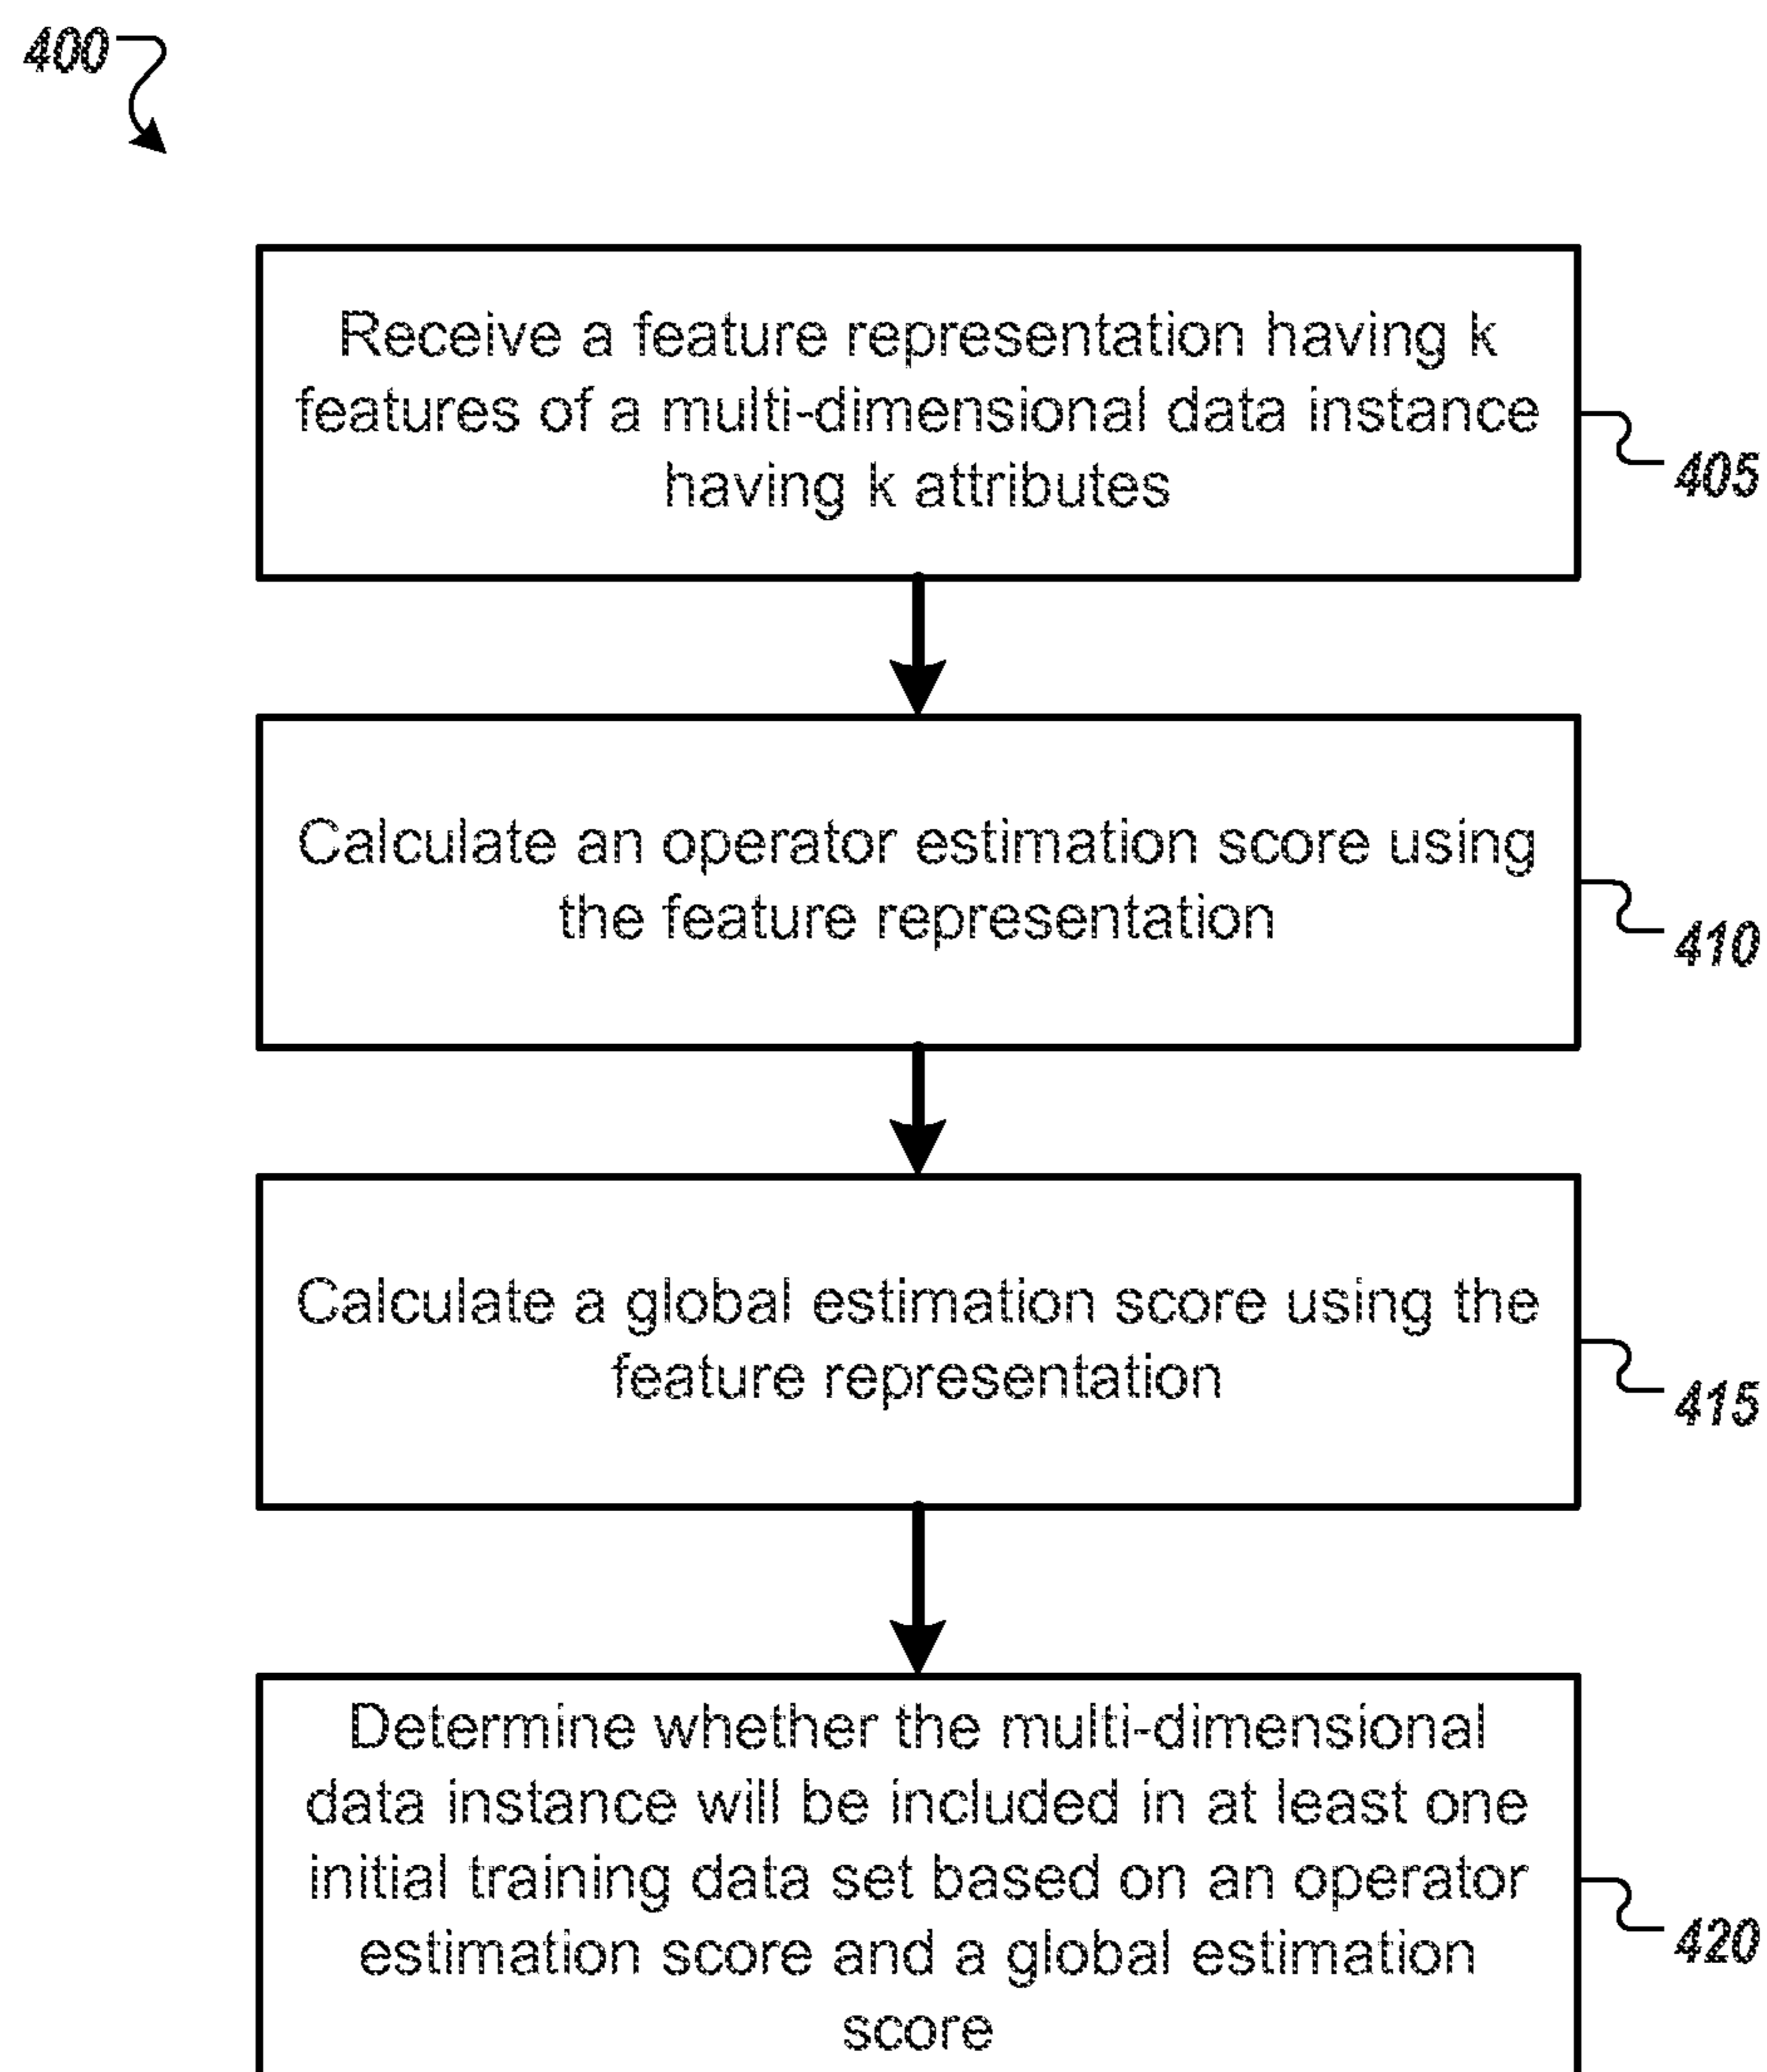 400
Receive a feature representation having k
features of a multi-dimensional data instance
having k attributes
405
Calculate an operator estimation score using
the feature representation
410
Calculate a global estimation score using the
feature representation
415
Determine whether the multi-dimensional
data instance will be included in at least one
initial training data set based on an operator
estimation score and a global estimation
score
420